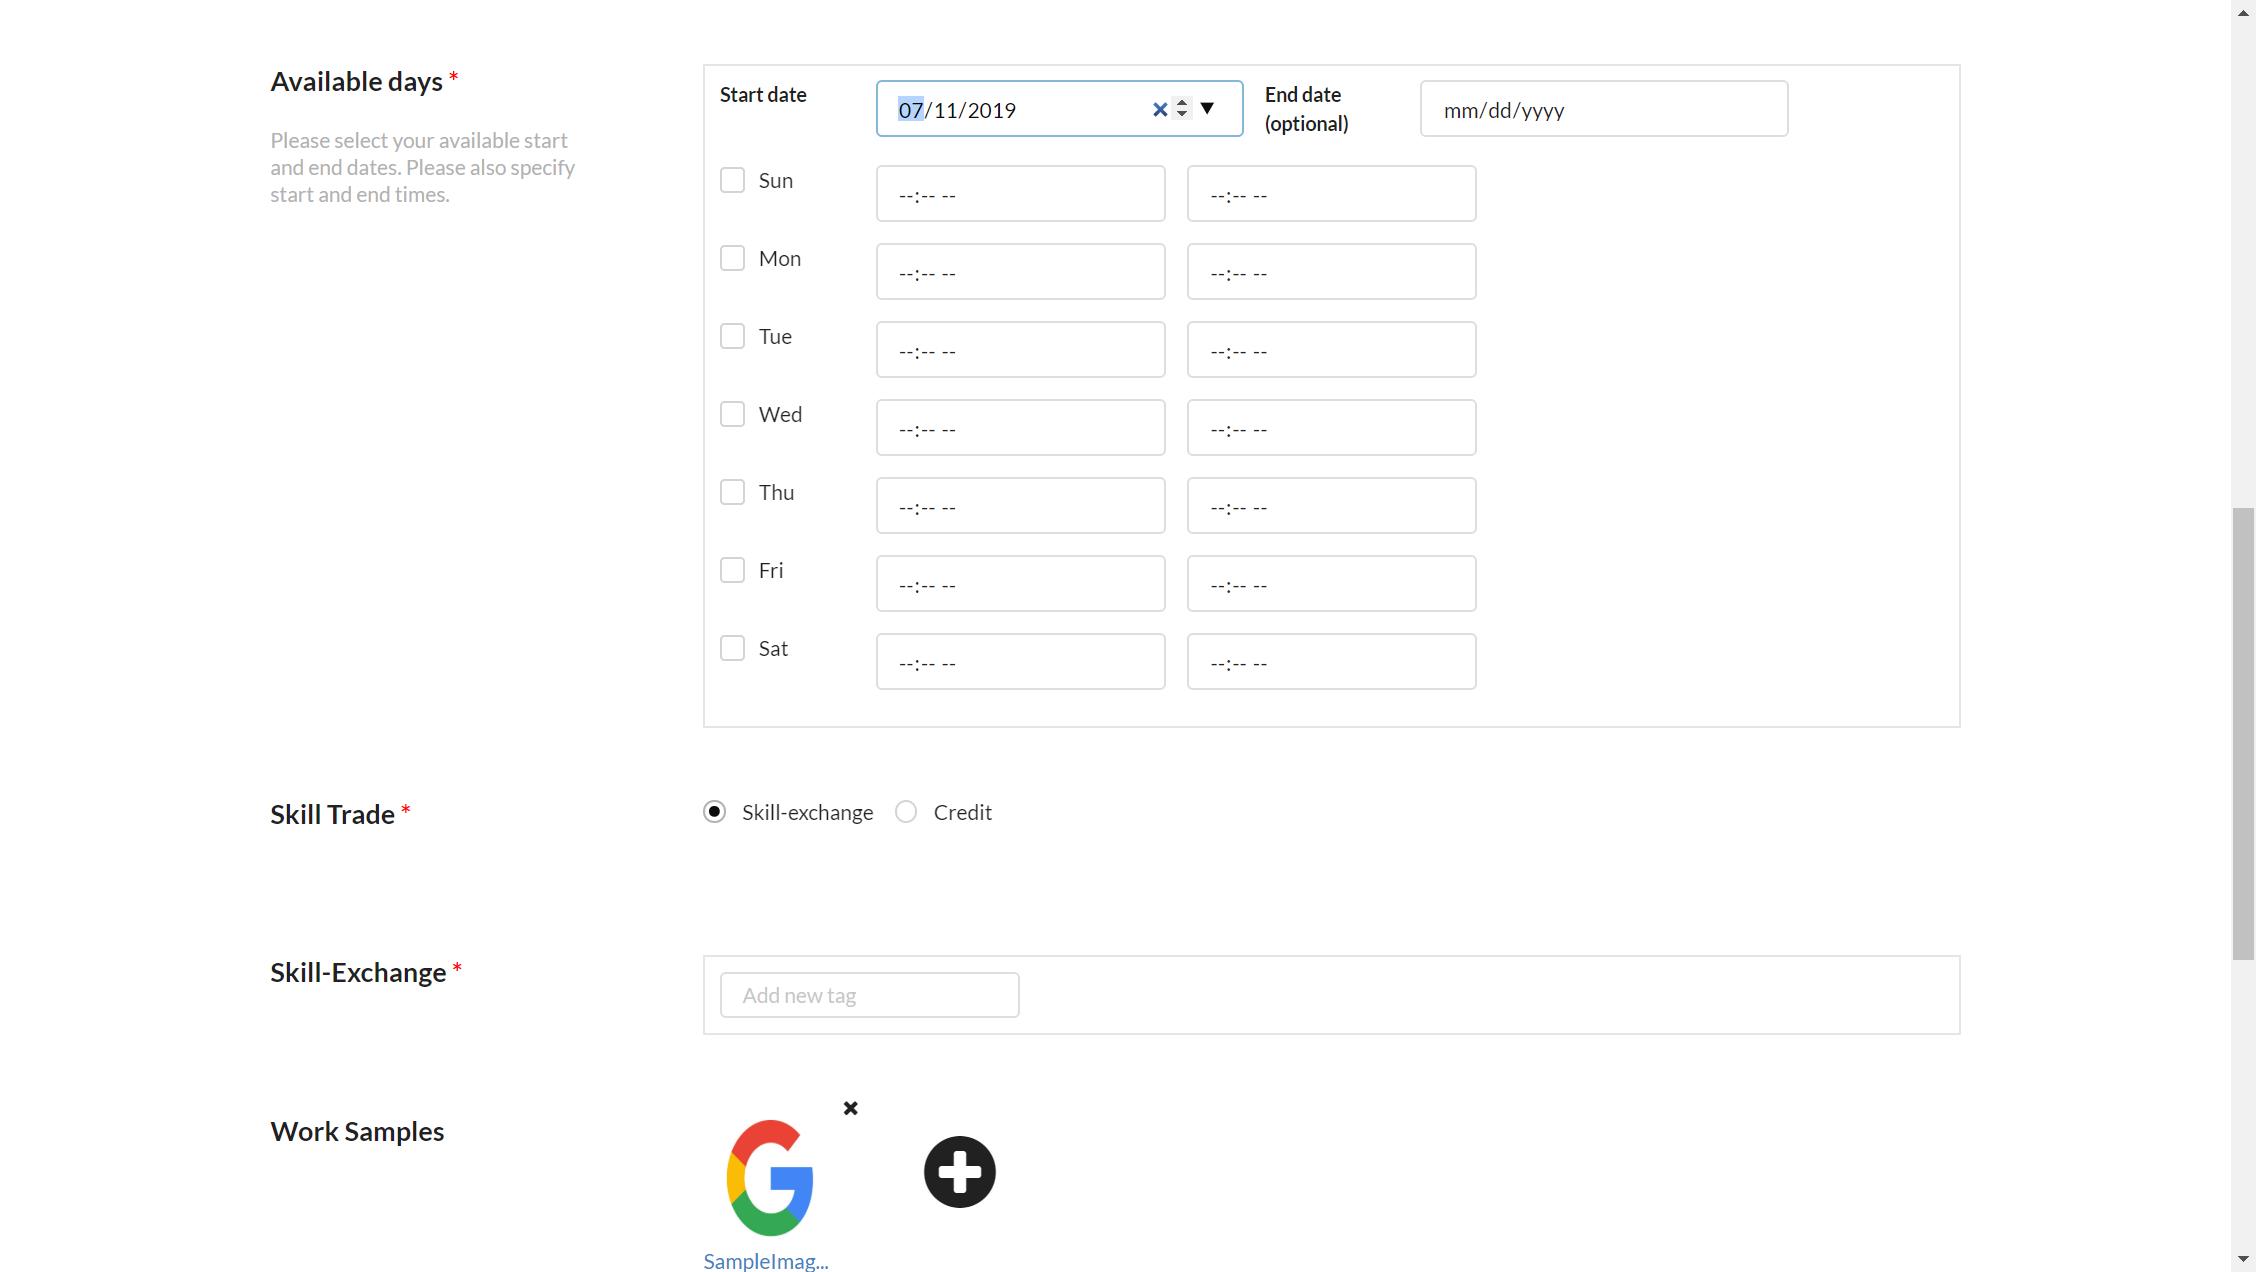 Available days *
Please select your available start
and end dates. Please also specify
start and end times.
Start date
07/11/2019
End date
(optional)
mm/dd/yyyy
Sun --:-- -- --:-- --
Mon --:-- -- --:-- --
Tue --:-- -- --:-- --
Wed --:-- -- --:-- --
Thu --:-- -- --:-- --
Fri --:-- -- --:-- --
Sat --:-- -- --:-- --
Skill Trade *
Skill-exchange Credit
Skill-Exchange *
Add new tag
Work Samples
SampleImag...